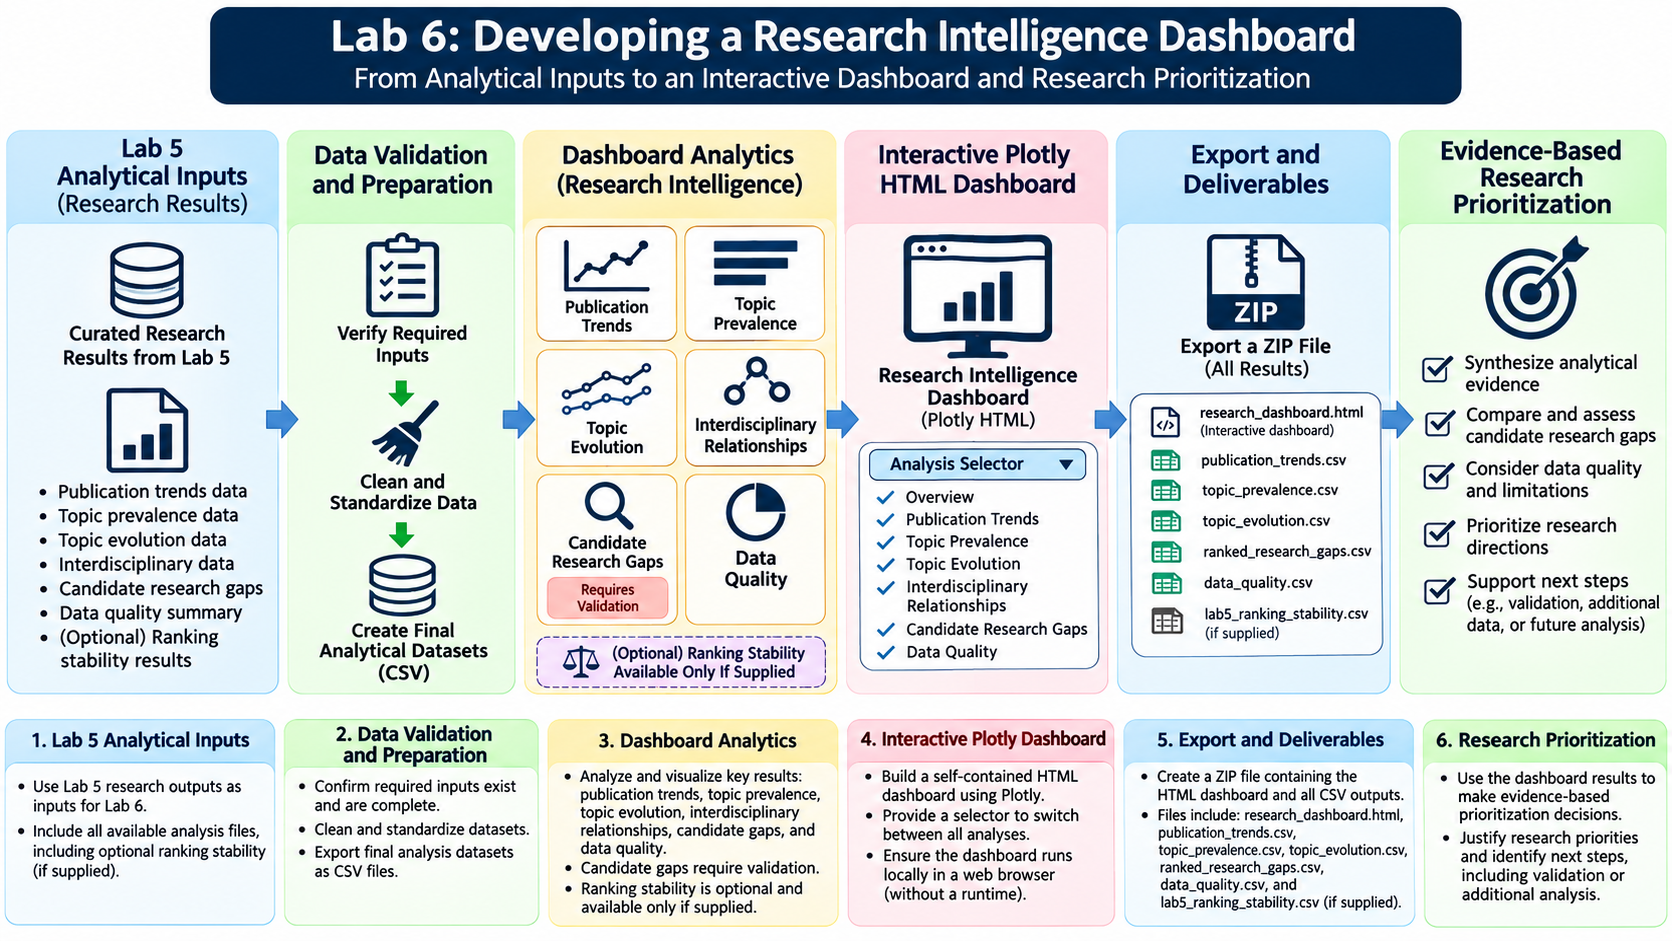 Lab 6: Developing a Research Intelligence Dashboard
From Analytical Inputs to an Interactive Dashboard and Research Prioritization
Lab 5
Analytical Inputs
(Research Results)
Curated Research
Results from Lab 5
• Publication trends data
• Topic prevalence data
• Topic evolution data
• Interdisciplinary data
• Candidate research gaps
• Data quality summary
• (Optional) Ranking
stability results
Data Validation
and Preparation
Verify Required
Inputs
Clean and
Standardize Data
Create Final
Analytical Datasets
(CSV)
Dashboard Analytics
(Research Intelligence)
Publication
Trends
Topic
Prevalence
Topic
Evolution
Interdisciplinary
Relationships
Candidate
Research Gaps
Requires
Validation
Data
Quality
(Optional) Ranking Stability
Available Only If Supplied
Interactive Plotly
HTML Dashboard
Research Intelligence
Dashboard
(Plotly HTML)
Analysis Selector
Overview
Publication Trends
Topic Prevalence
Topic Evolution
Interdisciplinary
Relationships
Candidate Research Gaps
Data Quality
Export and
Deliverables
ZIP
Export a ZIP File
(All Results)
</>
research_dashboard.html
(Interactive dashboard)
publication_trends.csv
topic_prevalence.csv
topic_evolution.csv
ranked_research_gaps.csv
data_quality.csv
lab5_ranking_stability.csv
(if supplied)
Evidence-Based
Research
Prioritization
Synthesize analytical
evidence
Compare and assess
candidate research gaps
Consider data quality
and limitations
Prioritize research
directions
Support next steps
(e.g., validation, additional
data, or future analysis)
1. Lab 5 Analytical Inputs
• Use Lab 5 research outputs as
inputs for Lab 6.
• Include all available analysis files,
including optional ranking stability
(if supplied).
2. Data Validation
and Preparation
• Confirm required inputs exist
and are complete.
• Clean and standardize datasets.
• Export final analysis datasets
as CSV files.
3. Dashboard Analytics
• Analyze and visualize key results:
publication trends, topic prevalence,
topic evolution, interdisciplinary
relationships, candidate gaps, and
data quality.
• Candidate gaps require validation.
• Ranking stability is optional and
available only if supplied.
4. Interactive Plotly Dashboard
• Build a self-contained HTML
dashboard using Plotly.
• Provide a selector to switch
between all analyses.
• Ensure the dashboard runs
locally in a web browser
(without a runtime).
5. Export and Deliverables
• Create a ZIP file containing the
HTML dashboard and all CSV outputs.
• Files include: research_dashboard.html,
publication_trends.csv,
topic_prevalence.csv, topic_evolution.csv,
ranked_research_gaps.csv,
data_quality.csv, and
lab5_ranking_stability.csv (if supplied).
6. Research Prioritization
• Use the dashboard results to
make evidence-based
prioritization decisions.
• Justify research priorities
and identify next steps,
including validation or
additional analysis.